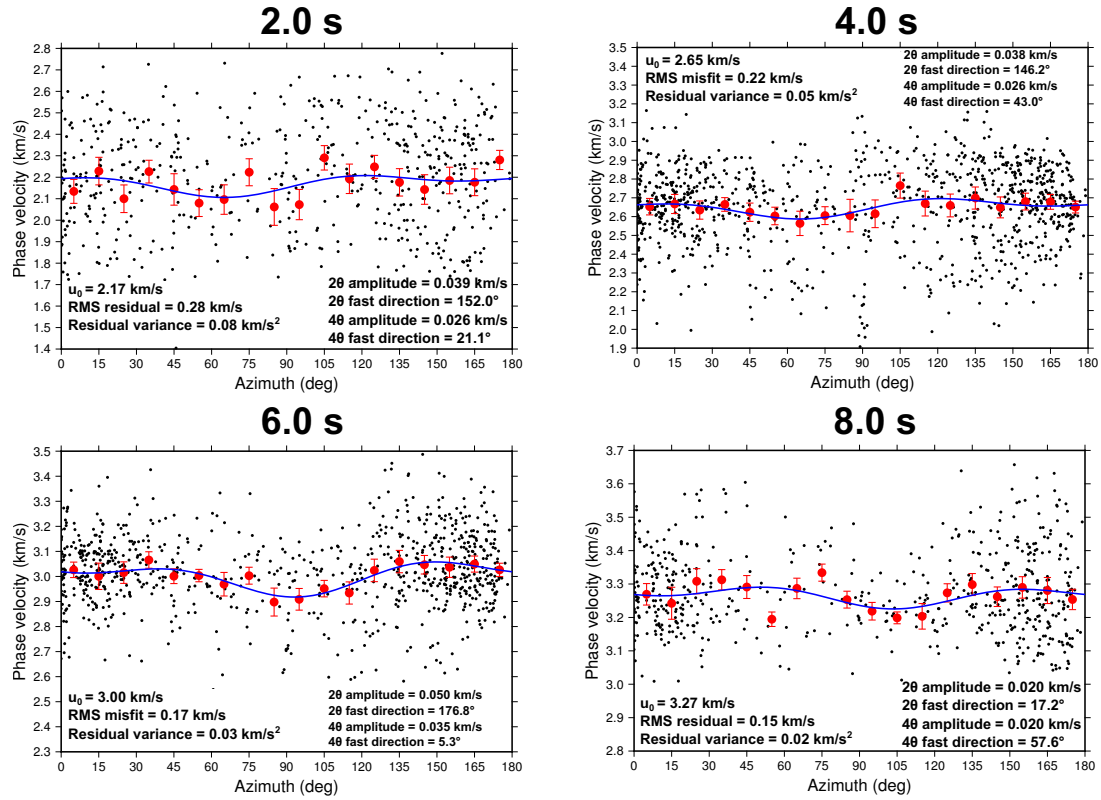 2.0 s
2.8
2.7
2.6
2.5
2.4
2.3
2.2
2.1
2.0
1.9
1.8
1.7
1.6
1.5
1.4
Phase velocity (km/s)
u0 = 2.17 km/s
RMS residual = 0.28 km/s
Residual variance = 0.08 km/s²
2θ amplitude = 0.039 km/s
2θ fast direction = 152.0°
4θ amplitude = 0.026 km/s
4θ fast direction = 21.1°
0 15 30 45 60 75 90 105 120 135 150 165 180
Azimuth (deg)
4.0 s
3.5
3.4
3.3
3.2
3.1
3.0
2.9
2.8
2.7
2.6
2.5
2.4
2.3
2.2
2.1
2.0
1.9
Phase velocity (km/s)
u0 = 2.65 km/s
RMS misfit = 0.22 km/s
Residual variance = 0.05 km/s²
2θ amplitude = 0.038 km/s
2θ fast direction = 146.2°
4θ amplitude = 0.026 km/s
4θ fast direction = 43.0°
0 15 30 45 60 75 90 105 120 135 150 165 180
Azimuth (deg)
6.0 s
3.5
3.4
3.3
3.2
3.1
3.0
2.9
2.8
2.7
2.6
2.5
2.4
2.3
Phase velocity (km/s)
u0 = 3.00 km/s
RMS misfit = 0.17 km/s
Residual variance = 0.03 km/s²
2θ amplitude = 0.050 km/s
2θ fast direction = 176.8°
4θ amplitude = 0.035 km/s
4θ fast direction = 5.3°
0 15 30 45 60 75 90 105 120 135 150 165 180
Azimuth (deg)
8.0 s
3.7
3.6
3.5
3.4
3.3
3.2
3.1
3.0
2.9
2.8
Phase velocity (km/s)
u0 = 3.27 km/s
RMS residual = 0.15 km/s
Residual variance = 0.02 km/s²
2θ amplitude = 0.020 km/s
2θ fast direction = 17.2°
4θ amplitude = 0.020 km/s
4θ fast direction = 57.6°
0 15 30 45 60 75 90 105 120 135 150 165 180
Azimuth (deg)